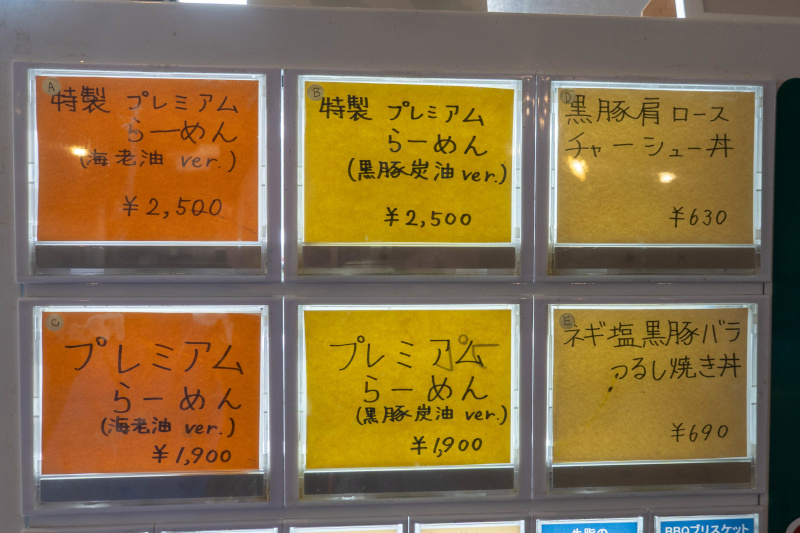 A
特製 プレミアム
らーめん
(海老油 ver.)
¥2,500
B
特製 プレミアム
らーめん
(黒豚炭油 ver.)
¥2,500
D
黒豚肩ロース
チャーシュー丼
¥630
C
プレミアム
らーめん
(海老油 ver.)
¥1,900
プレミアム
らーめん
(黒豚炭油 ver.)
¥1,900
E
ネギ塩黒豚バラ
つるし焼き丼
¥690
BBQブリスケット